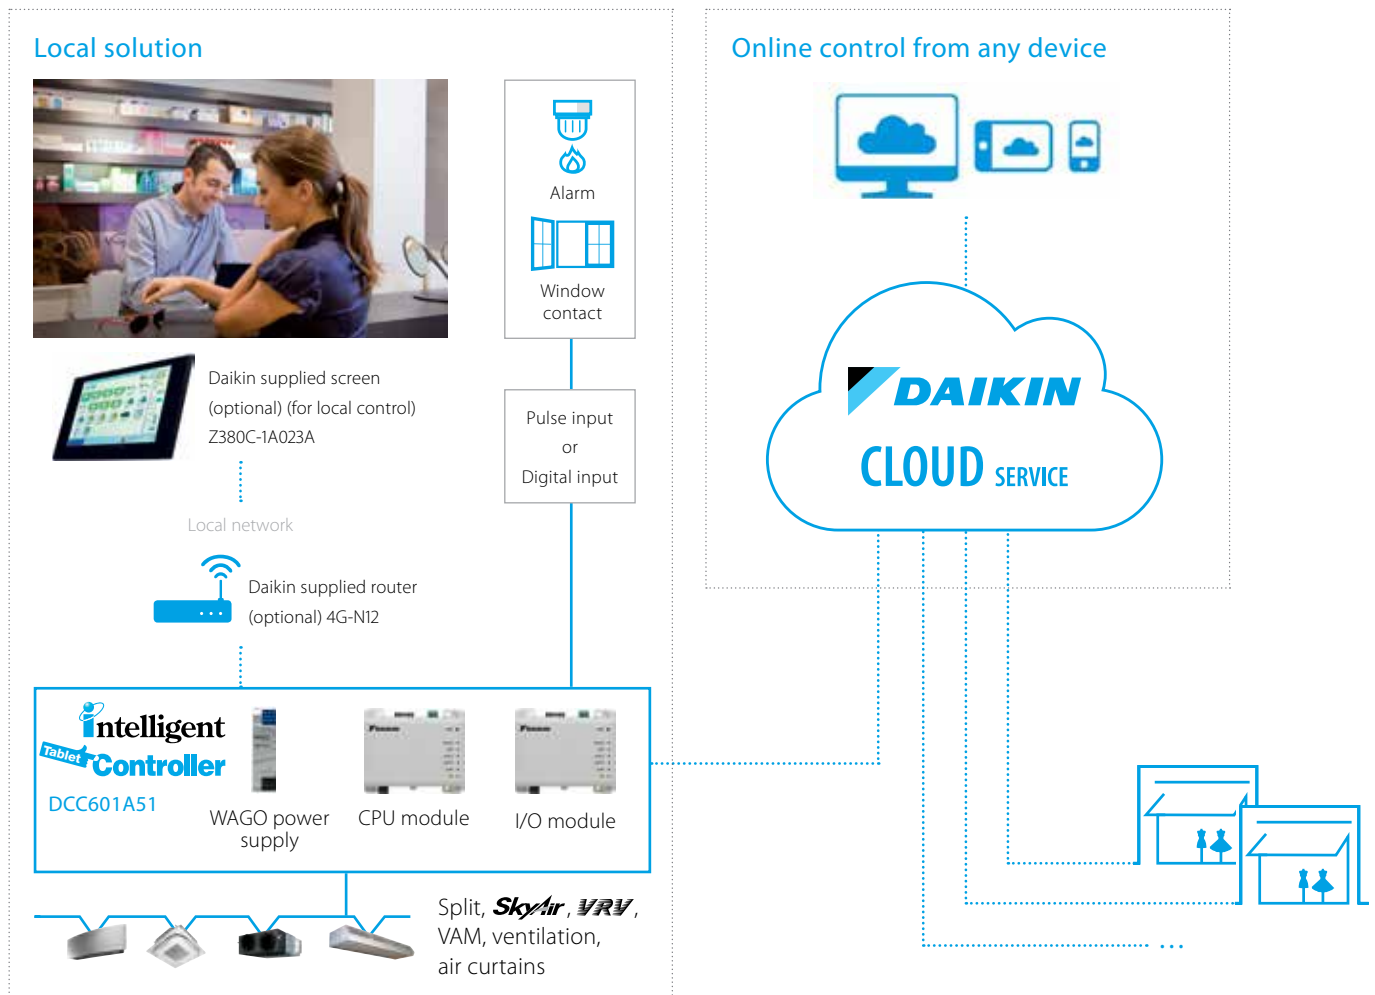 Local solution
Alarm
Window
contact
Daikin supplied screen
(optional) (for local control)
Z380C-1A023A
Pulse input
or
Digital input
Local network
Daikin supplied router
(optional) 4G-N12
intelligent
Tablet Controller
DCC601A51
WAGO power
supply
CPU module
I/O module
Split, SkyAir, VRV,
VAM, ventilation,
air curtains
Online control from any device
DAIKIN
CLOUD SERVICE
...